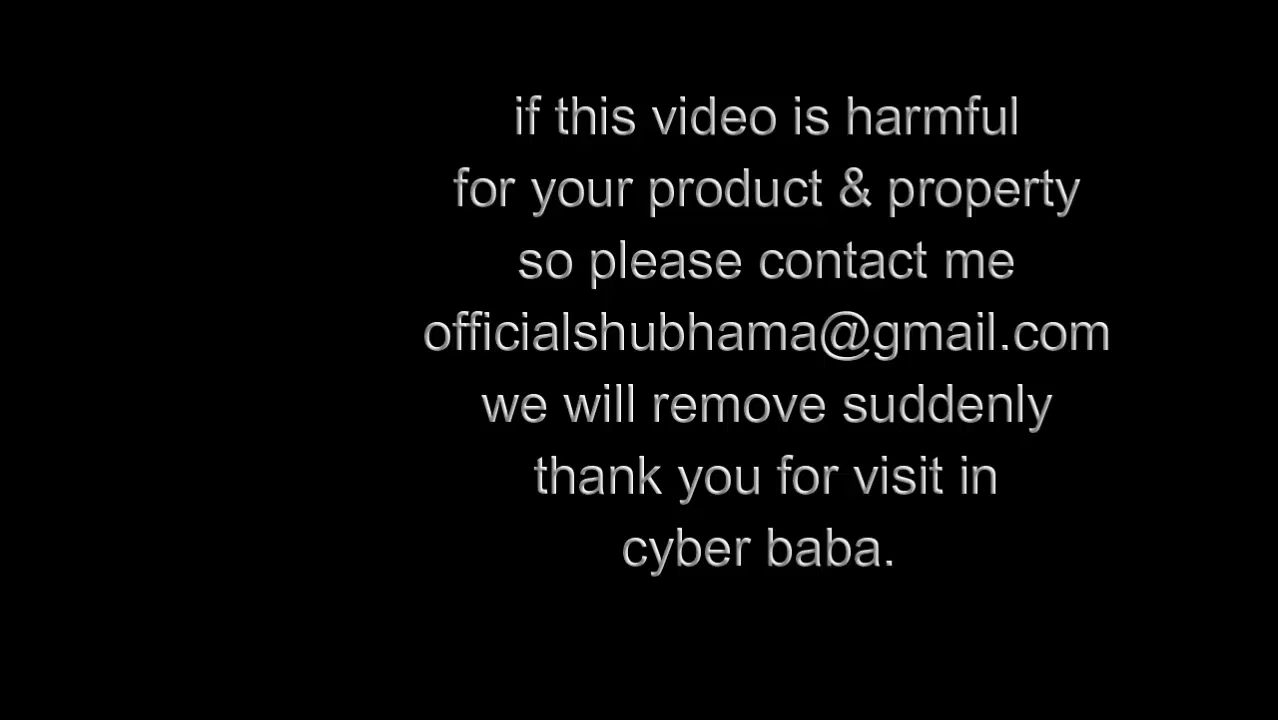 if this video is harmful
for your product & property
so please contact me
officialshubhama@gmail.com
we will remove suddenly
thank you for visit in
cyber baba.